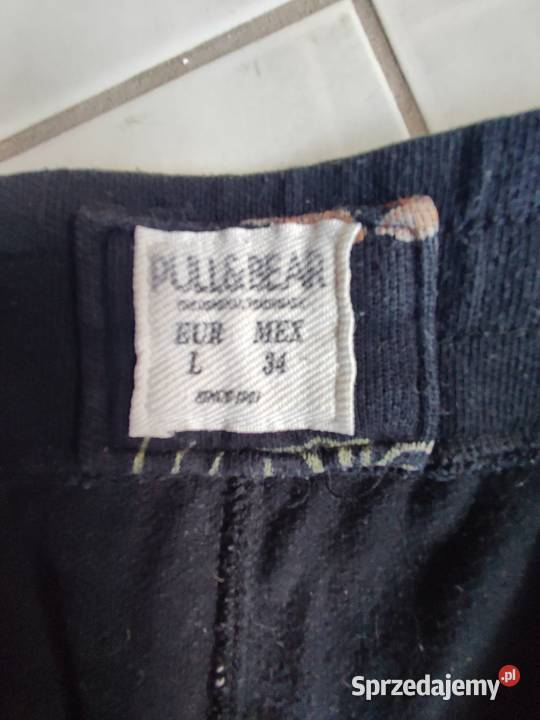 PULL&BEAR
EUR MEX
L 34
SINCE 1991
Sprzedajemy.pl